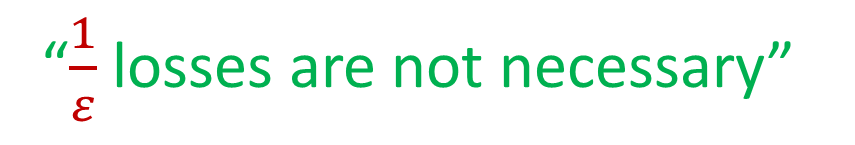 “1/ε losses are not necessary”